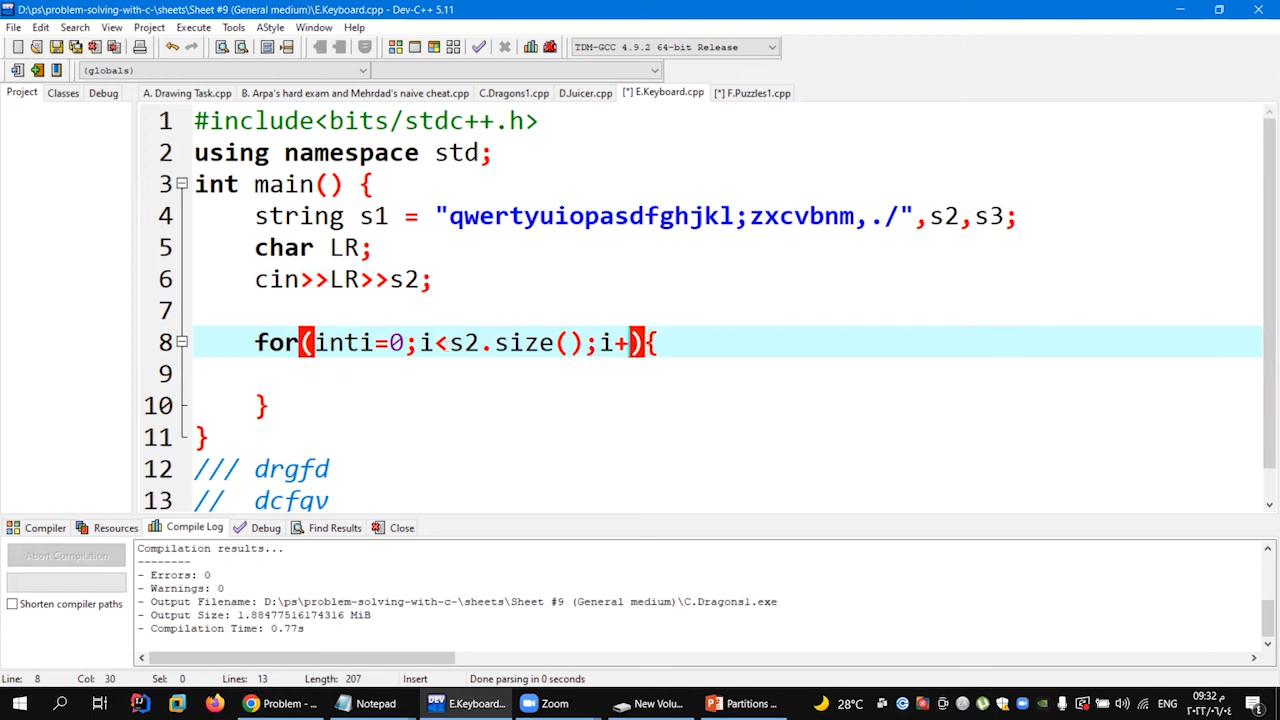 D:\ps\problem-solving-with-c-\sheets\Sheet #9 (General medium)\E.Keyboard.cpp - Dev-C++ 5.11
File Edit Search View Project Execute Tools AStyle Window Help
TDM-GCC 4.9.2 64-bit Release
(globals)
Project Classes Debug A. Drawing Task.cpp B. Arpa's hard exam and Mehrdad's naive cheat.cpp C.Dragons1.cpp D.Juicer.cpp [*] E.Keyboard.cpp [*] F.Puzzles1.cpp
1 #include<bits/stdc++.h>
2 using namespace std;
3 int main() {
4 string s1 = "qwertyuiopasdfghjkl;zxcvbnm,./",s2,s3;
5 char LR;
6 cin>>LR>>s2;
7
8 for(inti=0;i<s2.size();i+){
9
10 }
11 }
12 /// drgfd
13 // dcfgv
Compiler Resources Compile Log Debug Find Results Close
Abort Compilation
Shorten compiler paths
Compilation results...
--------
- Errors: 0
- Warnings: 0
- Output Filename: D:\ps\problem-solving-with-c-\sheets\Sheet #9 (General medium)\C.Dragons1.exe
- Output Size: 1.88477516174316 MiB
- Compilation Time: 0.77s
Line: 8 Col: 30 Sel: 0 Lines: 13 Length: 207 Insert Done parsing in 0 seconds
Problem - ... Notepad E.Keyboard... Zoom New Volu... Partitions ... 28°C ENG
09:32 م
٢٠٢٣/٠٦/٠٤